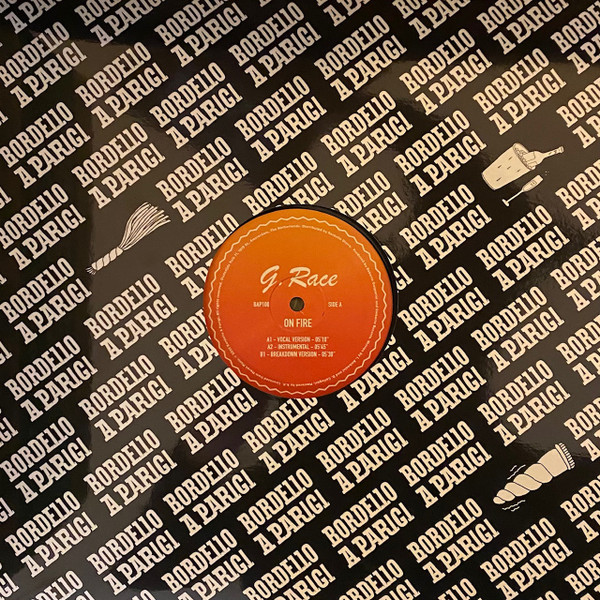 BORDELLO
A PARIGI
G. Race
BAP100
SIDE A
ON FIRE
A1 - VOCAL VERSION - 05'18"
A2 - INSTRUMENTAL - 05'45"
B1 - BREAKDOWN VERSION - 05'38"